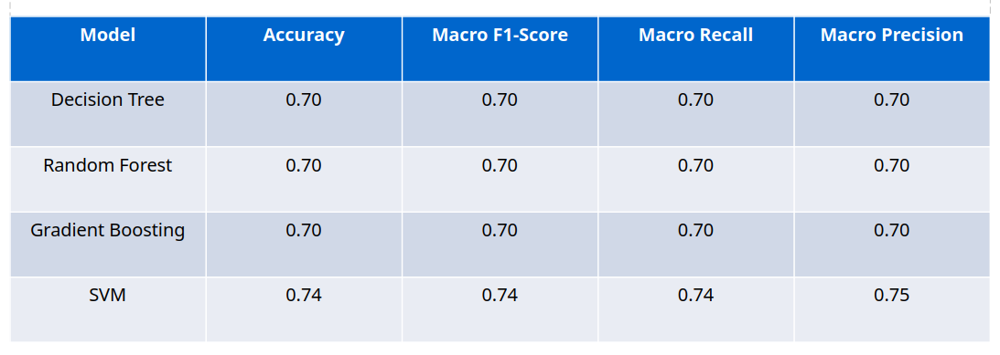 Model Accuracy Macro F1-Score Macro Recall Macro Precision
Decision Tree 0.70 0.70 0.70 0.70
Random Forest 0.70 0.70 0.70 0.70
Gradient Boosting 0.70 0.70 0.70 0.70
SVM 0.74 0.74 0.74 0.75